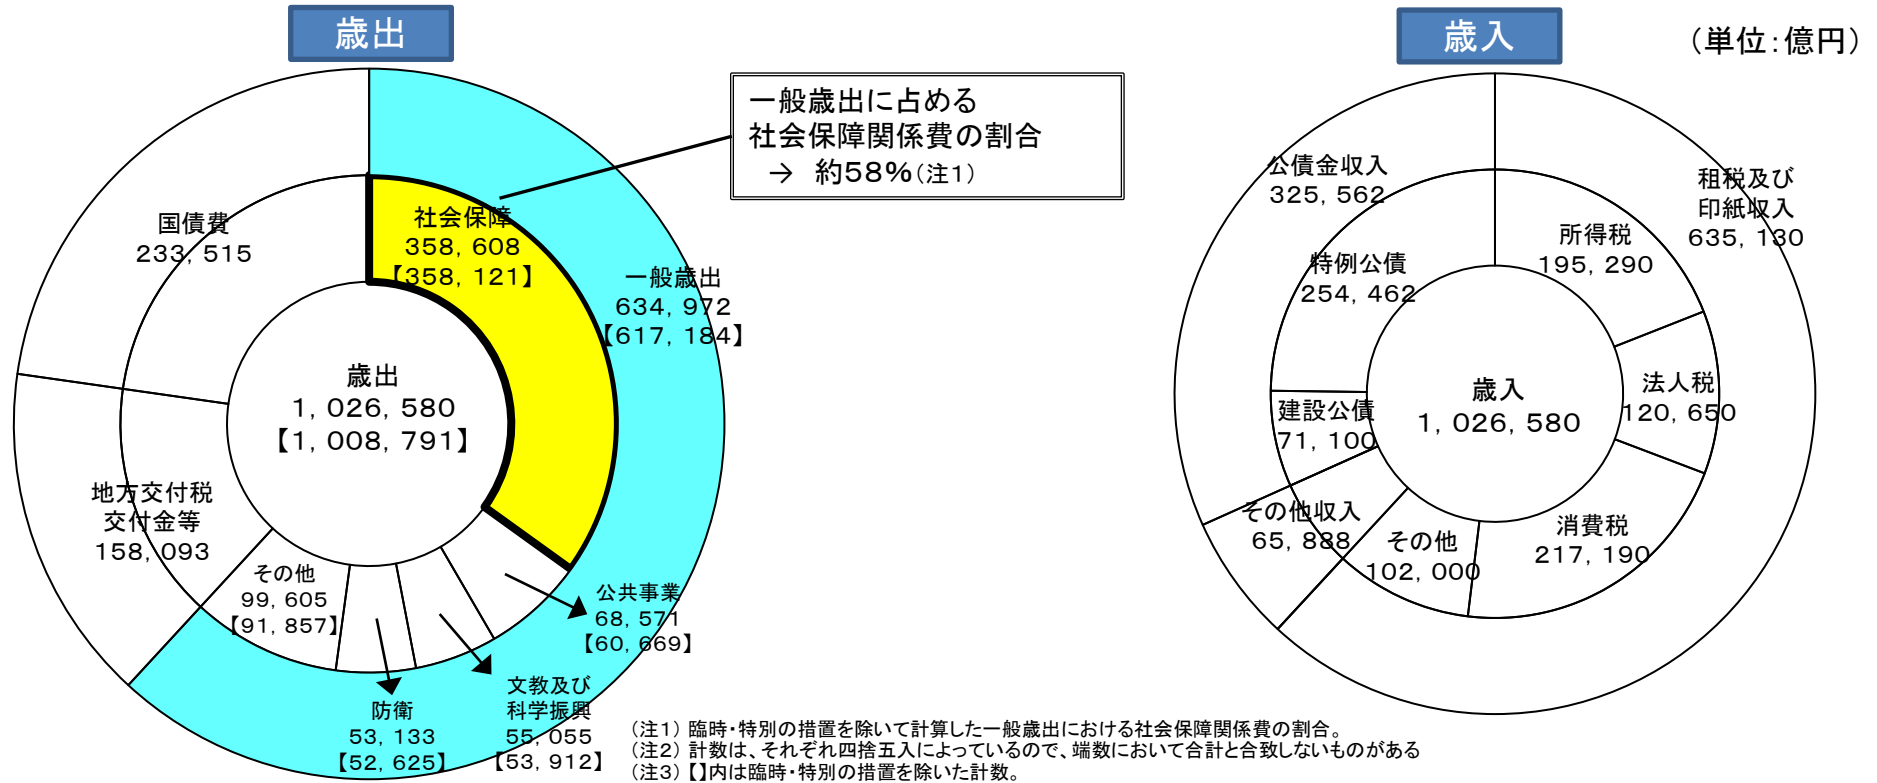 歳出
一般歳出に占める
社会保障関係費の割合
→ 約58%(注1)
国債費
233,515
社会保障
358,608
【358,121】
一般歳出
634,972
【617,184】
歳出
1,026,580
【1,008,791】
地方交付税
交付金等
158,093
その他
99,605
【91,857】
公共事業
68,571
【60,669】
文教及び
科学振興
55,055
【53,912】
防衛
53,133
【52,625】
歳入
(単位:億円)
公債金収入
325,562
租税及び
印紙収入
635,130
所得税
195,290
特例公債
254,462
法人税
120,650
歳入
1,026,580
建設公債
71,100
その他収入
65,888
その他
102,000
消費税
217,190
(注1) 臨時・特別の措置を除いて計算した一般歳出における社会保障関係費の割合。
(注2) 計数は、それぞれ四捨五入によっているので、端数において合計と合致しないものがある
(注3) 【】内は臨時・特別の措置を除いた計数。